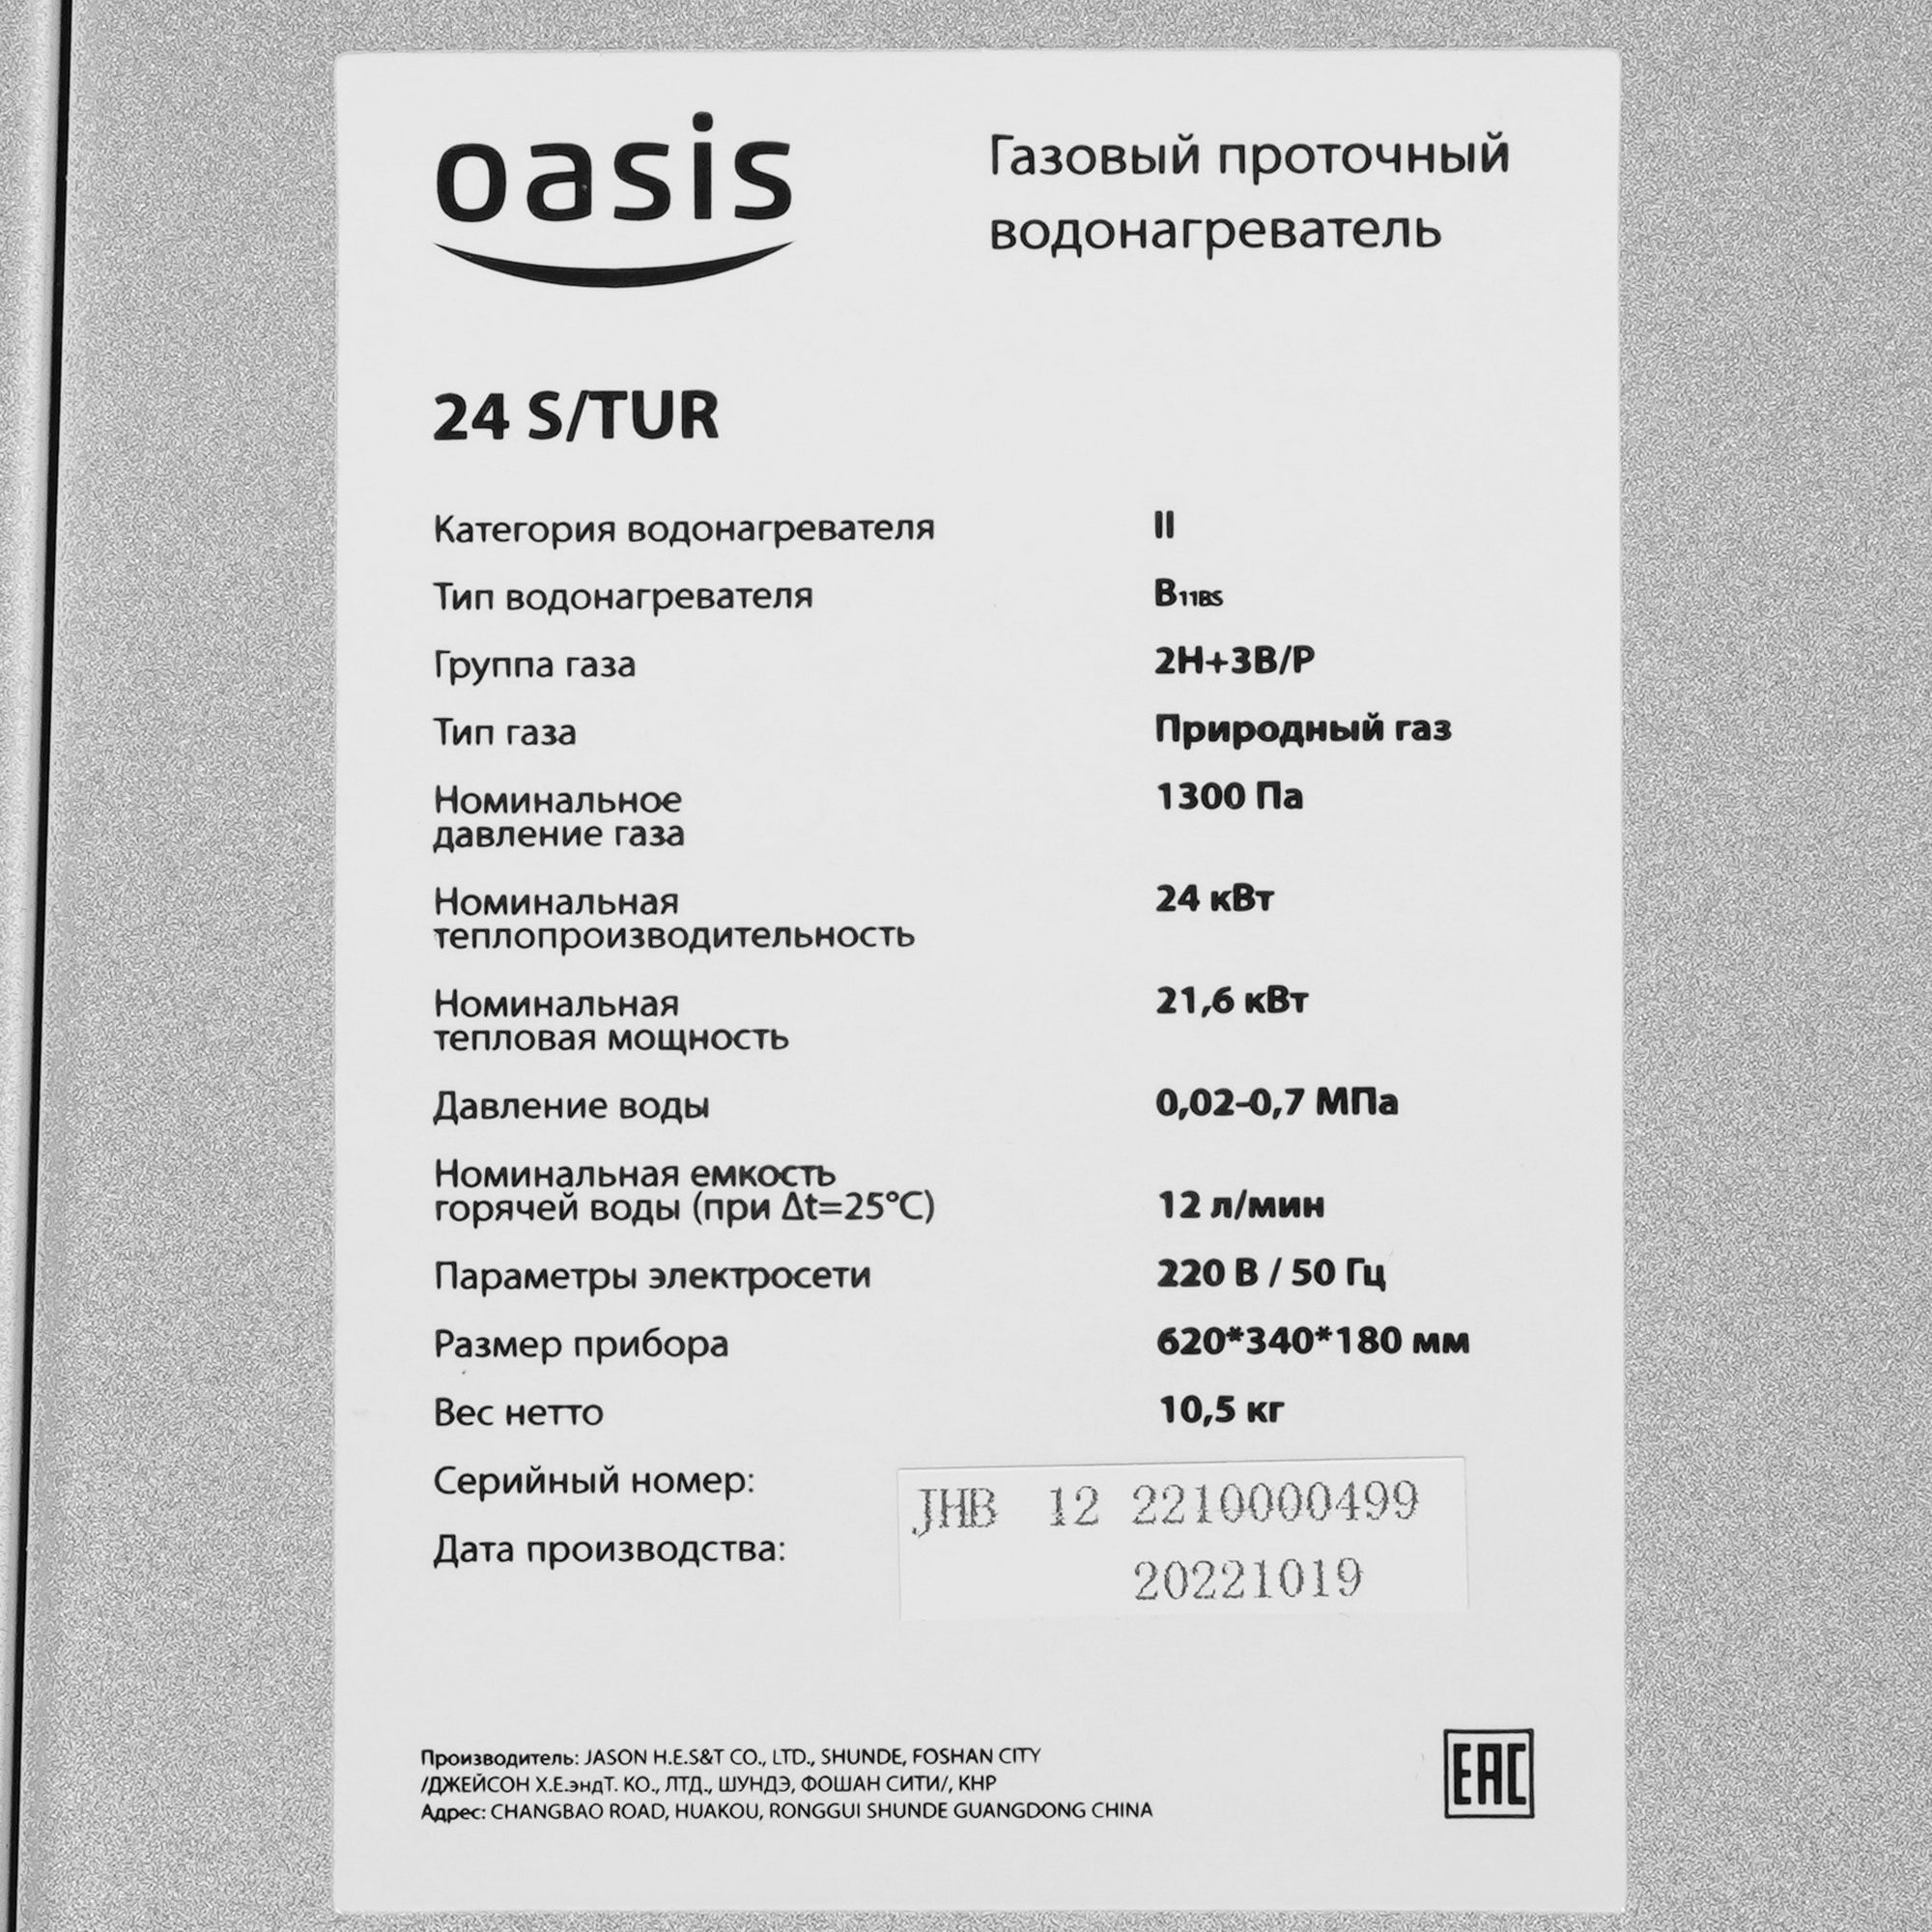 oasis
Газовый проточный
водонагреватель
24 S/TUR
Категория водонагревателя II
Тип водонагревателя B11BS
Группа газа 2H+3B/P
Тип газа Природный газ
Номинальное 1300 Па
давление газа
Номинальная 24 кВт
теплопроизводительность
Номинальная 21,6 кВт
тепловая мощность
Давление воды 0,02-0,7 МПа
Номинальная емкость
горячей воды (при Δt=25°C) 12 л/мин
Параметры электросети 220 В / 50 Гц
Размер прибора 620*340*180 мм
Вес нетто 10,5 кг
Серийный номер: JHB 12 2210000499
Дата производства: 20221019
Производитель: JASON H.E.S&T CO., LTD., SHUNDE, FOSHAN CITY
/ДЖЕЙСОН Х.Е.эндТ. КО., ЛТД., ШУНДЭ, ФОШАН СИТИ/, КНР
Адрес: CHANGBAO ROAD, HUAKOU, RONGGUI SHUNDE GUANGDONG CHINA
EAC